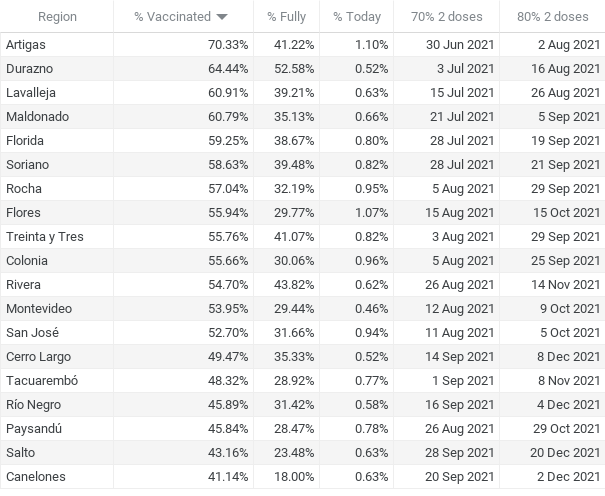 Region % Vaccinated % Fully % Today 70% 2 doses 80% 2 doses
Artigas 70.33% 41.22% 1.10% 30 Jun 2021 2 Aug 2021
Durazno 64.44% 52.58% 0.52% 3 Jul 2021 16 Aug 2021
Lavalleja 60.91% 39.21% 0.63% 15 Jul 2021 26 Aug 2021
Maldonado 60.79% 35.13% 0.66% 21 Jul 2021 5 Sep 2021
Florida 59.25% 38.67% 0.80% 28 Jul 2021 19 Sep 2021
Soriano 58.63% 39.48% 0.82% 28 Jul 2021 21 Sep 2021
Rocha 57.04% 32.19% 0.95% 5 Aug 2021 29 Sep 2021
Flores 55.94% 29.77% 1.07% 15 Aug 2021 15 Oct 2021
Treinta y Tres 55.76% 41.07% 0.82% 3 Aug 2021 29 Sep 2021
Colonia 55.66% 30.06% 0.96% 5 Aug 2021 25 Sep 2021
Rivera 54.70% 43.82% 0.62% 26 Aug 2021 14 Nov 2021
Montevideo 53.95% 29.44% 0.46% 12 Aug 2021 9 Oct 2021
San José 52.70% 31.66% 0.94% 11 Aug 2021 5 Oct 2021
Cerro Largo 49.47% 35.33% 0.52% 14 Sep 2021 8 Dec 2021
Tacuarembó 48.32% 28.92% 0.77% 1 Sep 2021 8 Nov 2021
Río Negro 45.89% 31.42% 0.58% 16 Sep 2021 4 Dec 2021
Paysandú 45.84% 28.47% 0.78% 26 Aug 2021 29 Oct 2021
Salto 43.16% 23.48% 0.63% 28 Sep 2021 20 Dec 2021
Canelones 41.14% 18.00% 0.63% 20 Sep 2021 2 Dec 2021